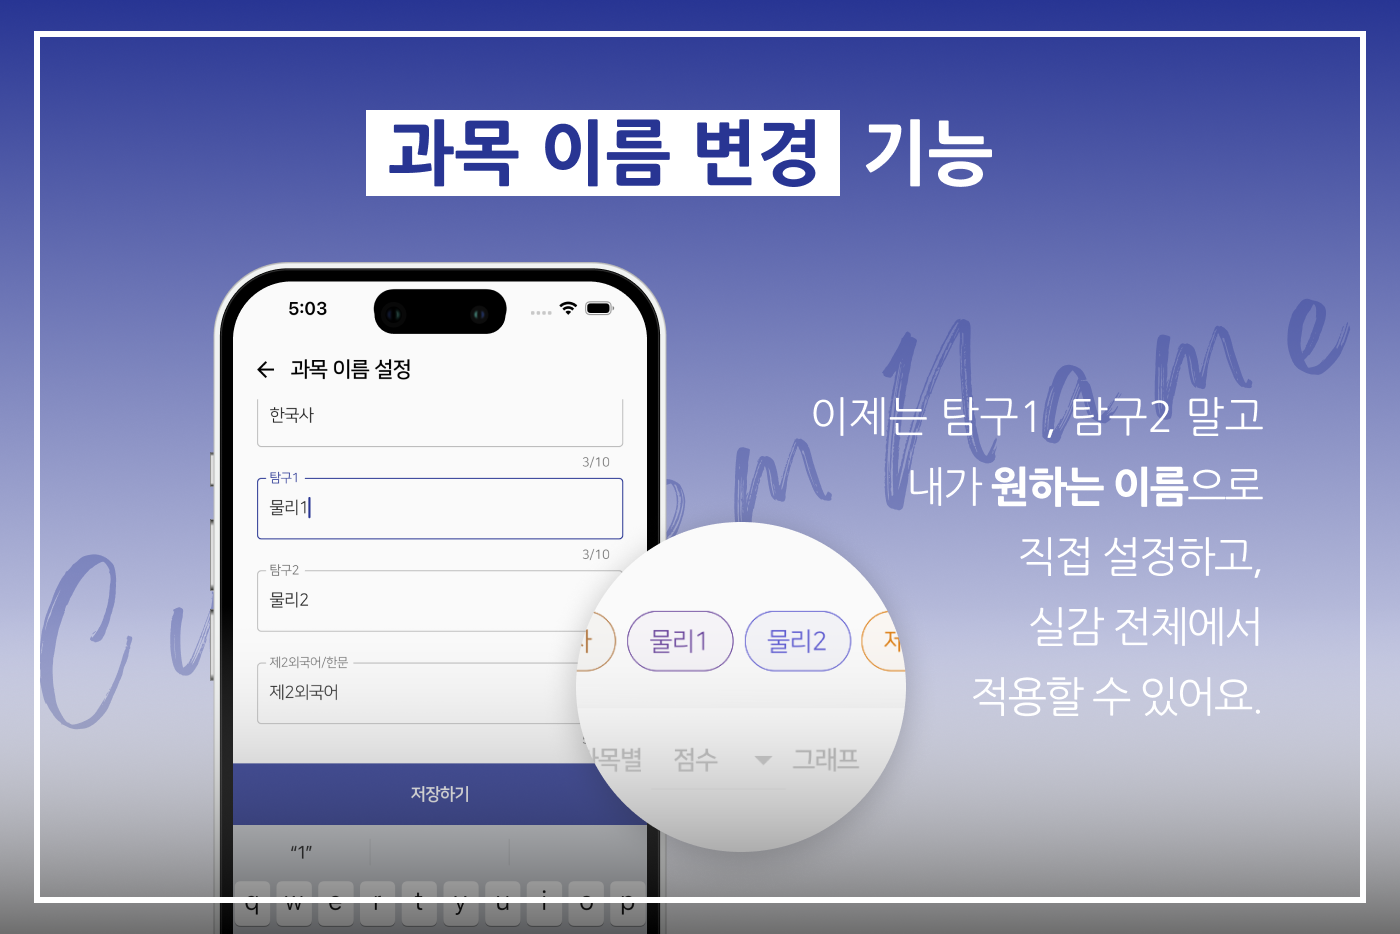 과목 이름 변경 기능
5:03
과목 이름 설정
한국사
3/10
탐구1
물리1
3/10
탐구2
물리2
제2외국어/한문
제2외국어
저장하기
“1”
q w e r t y u i o p
물리1 물리2 제
과목별 점수 그래프
Name
이제는 탐구1, 탐구2 말고
내가 원하는 이름으로
직접 설정하고,
실감 전체에서
적용할 수 있어요.